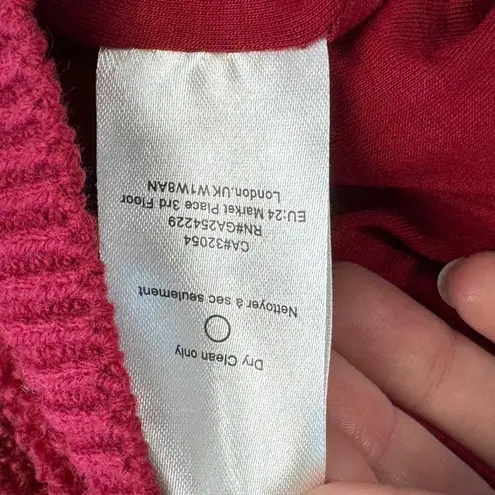 Dry Clean only
Nettoyer à sec seulement
CA#32054
RN#GA254229
EU:24 Market Place 3rd Floor
London.UK W1W8AN